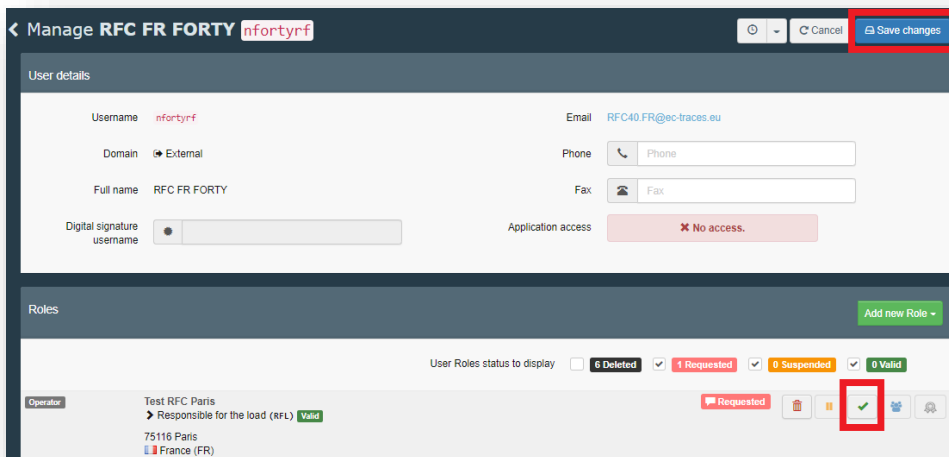 Manage RFC FR FORTY nfortyrf
Cancel
Save changes
User details
Username nfortyrf
Email RFC40.FR@ec-traces.eu
Domain External
Phone Phone
Full name RFC FR FORTY
Fax Fax
Digital signature
username
Application access No access.
Roles
Add new Role
User Roles status to display 6 Deleted 1 Requested 0 Suspended 0 Valid
Operator Test RFC Paris Requested
Responsible for the load (RFL) Valid
75116 Paris
France (FR)